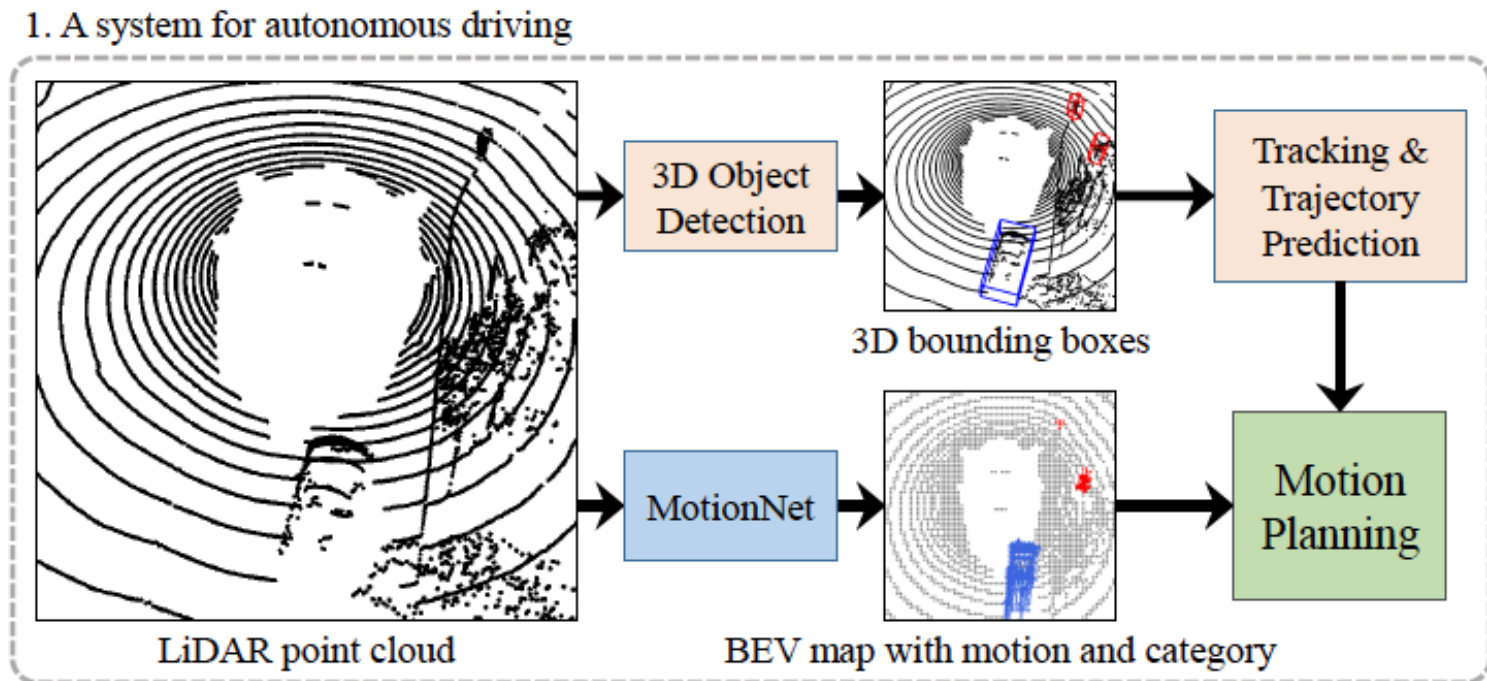 1. A system for autonomous driving
3D Object
Detection
Tracking &
Trajectory
Prediction
3D bounding boxes
MotionNet
Motion
Planning
LiDAR point cloud
BEV map with motion and category